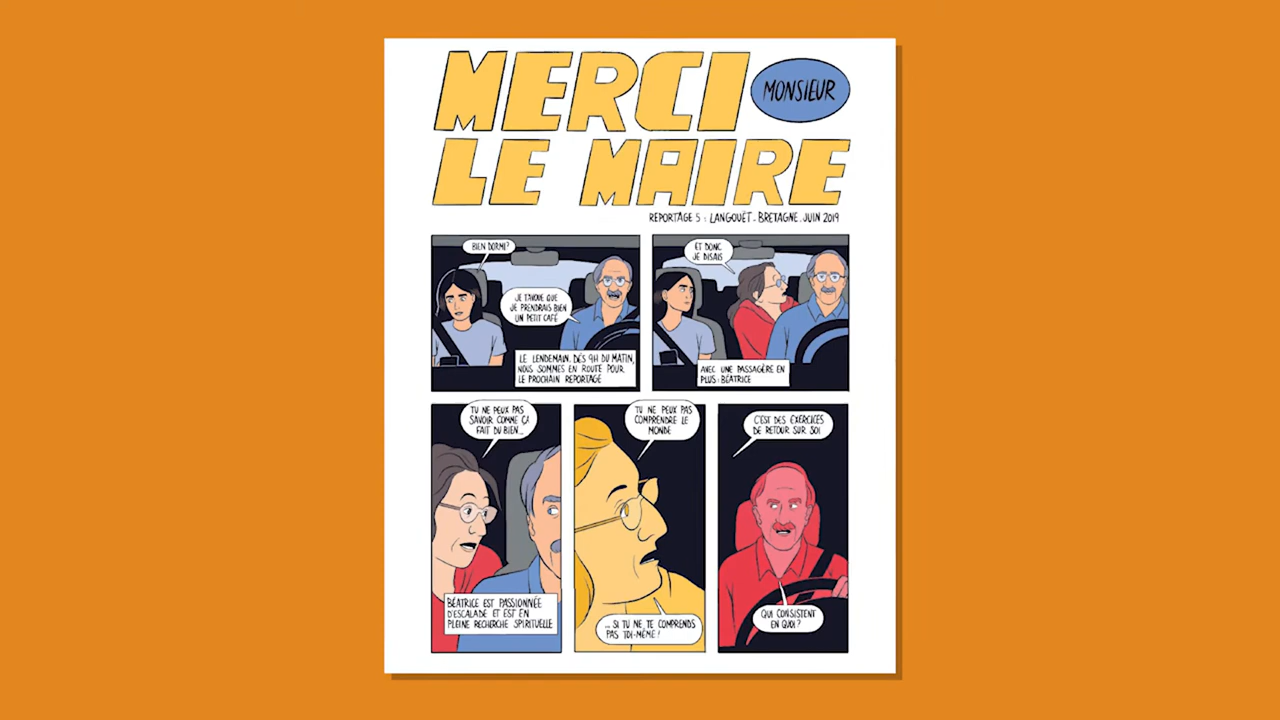 MERCI
MONSIEUR
LE MAIRE
REPORTAGE 5 : LANGOUËT - BRETAGNE. JUIN 2019
BIEN DORMI?
JE T'AVOUE QUE
JE PRENDRAIS BIEN
UN PETIT CAFÉ
LE LENDEMAIN. DÈS 9H DU MATIN,
NOUS SOMMES EN ROUTE POUR
LE PROCHAIN REPORTAGE
ET DONC
JE DISAIS
AVEC UNE PASSAGÈRE EN
PLUS : BÉATRICE
TU NE PEUX PAS
SAVOIR COMME ÇA
FAIT DU BIEN...
BÉATRICE EST PASSIONNÉE
D'ESCALADE ET EST EN
PLEINE RECHERCHE SPIRITUELLE
TU NE PEUX PAS
COMPRENDRE LE
MONDE
... SI TU NE TE COMPRENDS
PAS TOI-MÊME !
C'EST DES EXERCICES
DE RETOUR SUR SOI
QUI CONSISTENT
EN QUOI ?